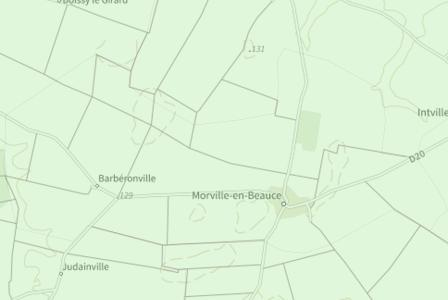 Boissy le Girard
131
Intville
D20
Barbéronville
129
Morville-en-Beauce
Judainville